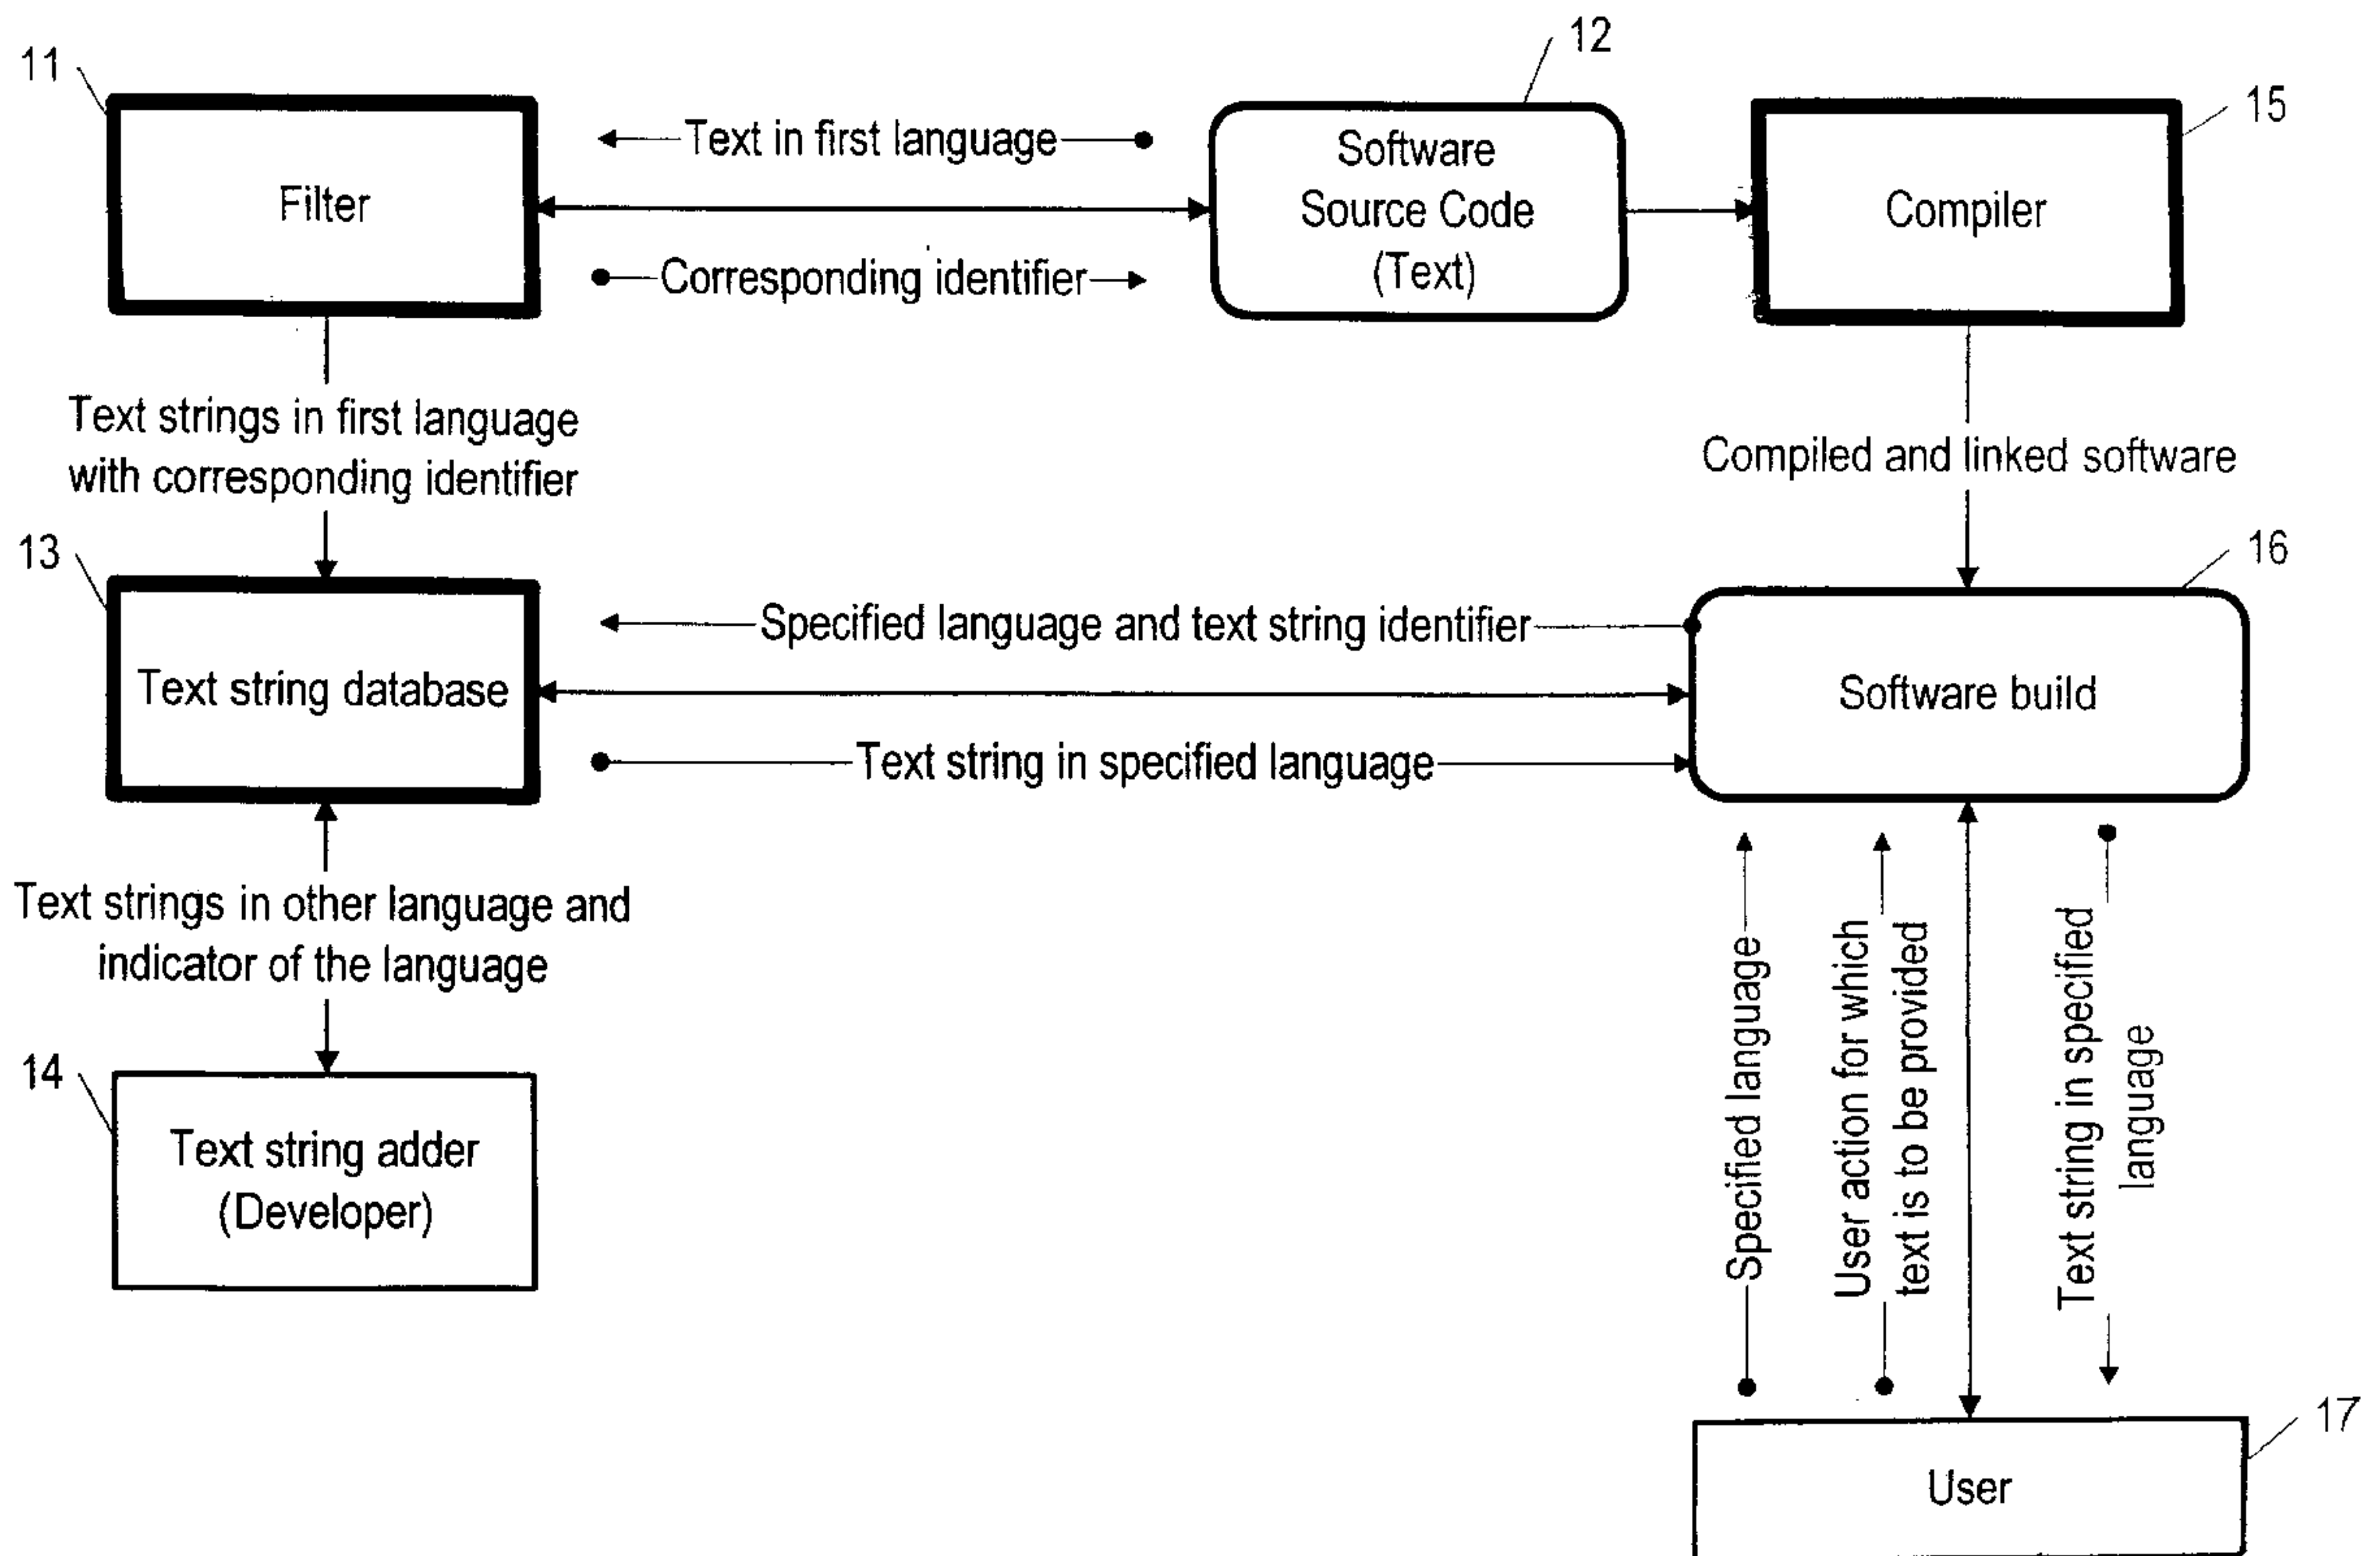 11
12
15
Filter
Text in first language
Corresponding identifier
Software
Source Code
(Text)
Compiler
Text strings in first language
with corresponding identifier
Compiled and linked software
13
16
Text string database
Specified language and text string identifier
Text string in specified language
Software build
Text strings in other language and
indicator of the language
14
Text string adder
(Developer)
Specified language
User action for which
text is to be provided
Text string in specified
language
17
User